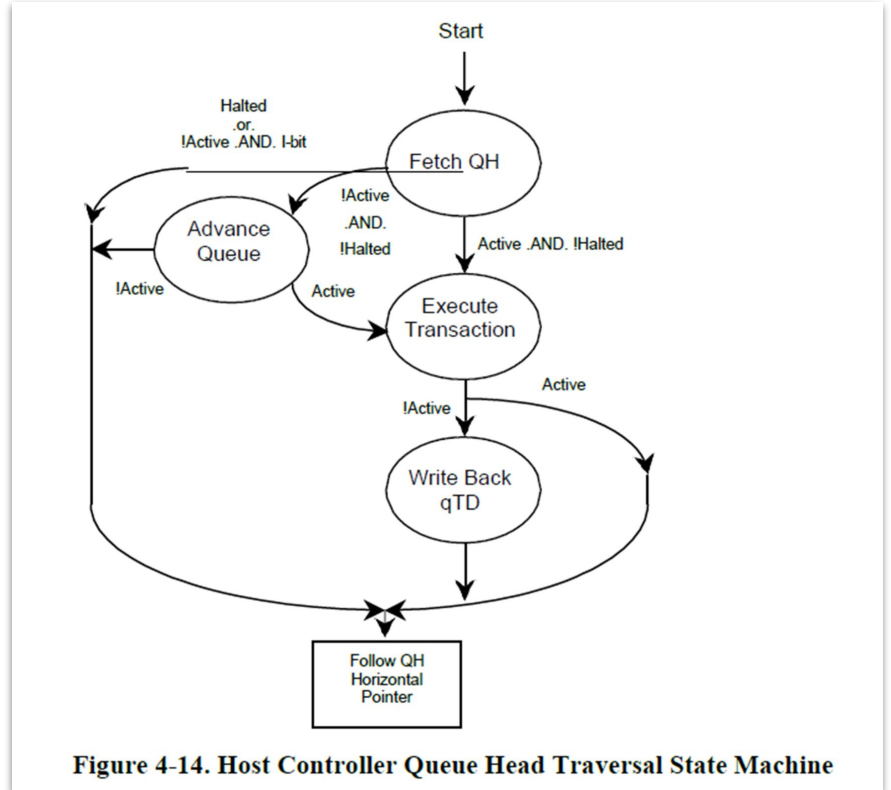 Start
Halted
.or.
!Active .AND. I-bit
Fetch QH
!Active
.AND.
!Halted
Advance
Queue
Active .AND. !Halted
!Active
Active
Execute
Transaction
Active
!Active
Write Back
qTD
Follow QH
Horizontal
Pointer
Figure 4-14. Host Controller Queue Head Traversal State Machine